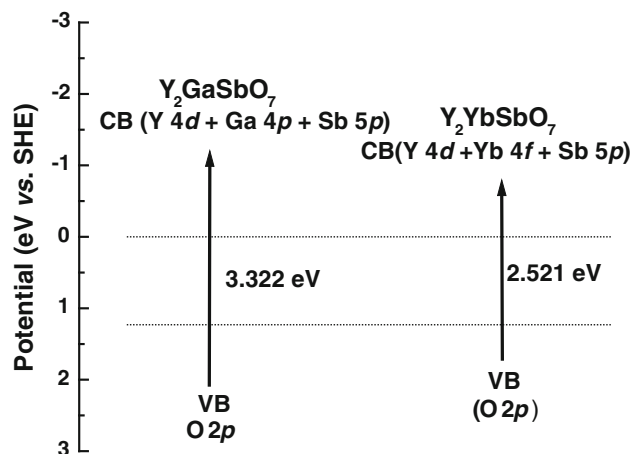 -3
-2
-1
0
1
2
3
Potential (eV vs. SHE)
Y₂GaSbO₇
CB (Y 4d + Ga 4p + Sb 5p)
3.322 eV
VB
O 2p
Y₂YbSbO₇
CB(Y 4d +Yb 4f + Sb 5p)
2.521 eV
VB
(O 2p)